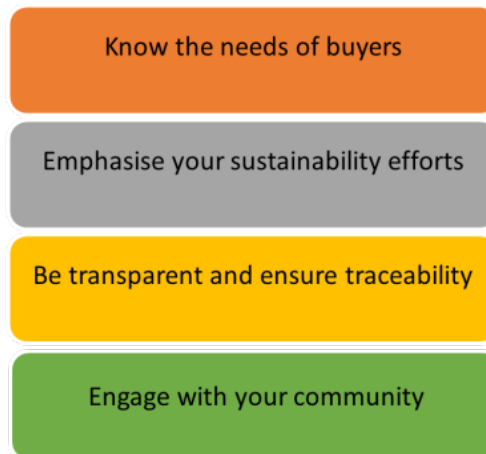 Know the needs of buyers
Emphasise your sustainability efforts
Be transparent and ensure traceability
Engage with your community